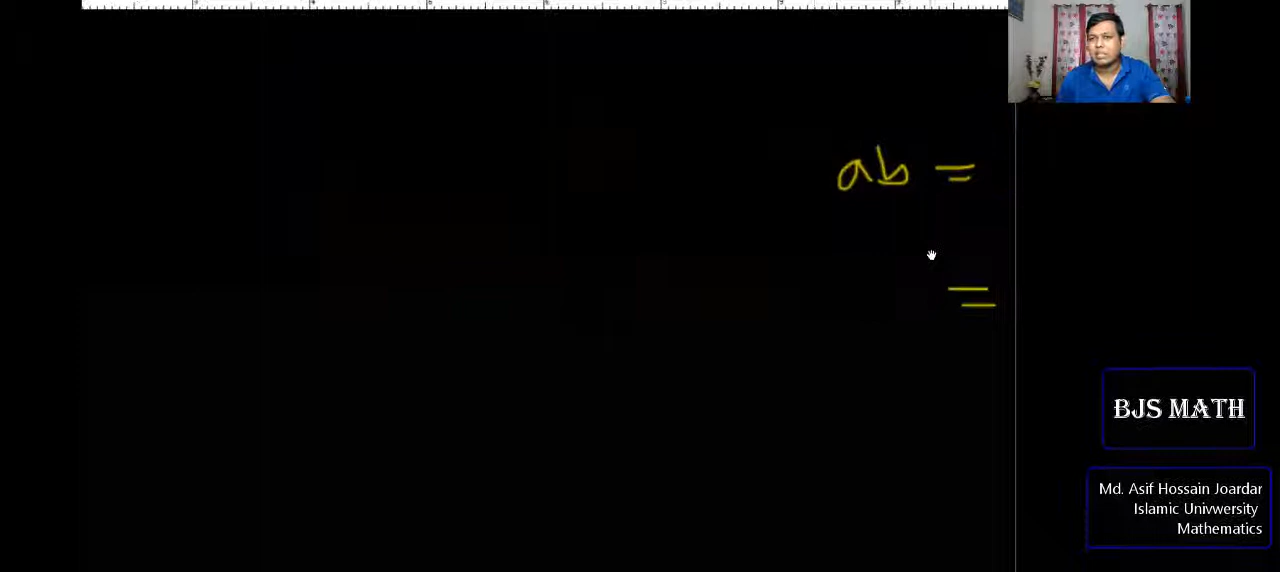 ab =
=
BJS MATH
Md. Asif Hossain Joardar
Islamic Univwersity
Mathematics